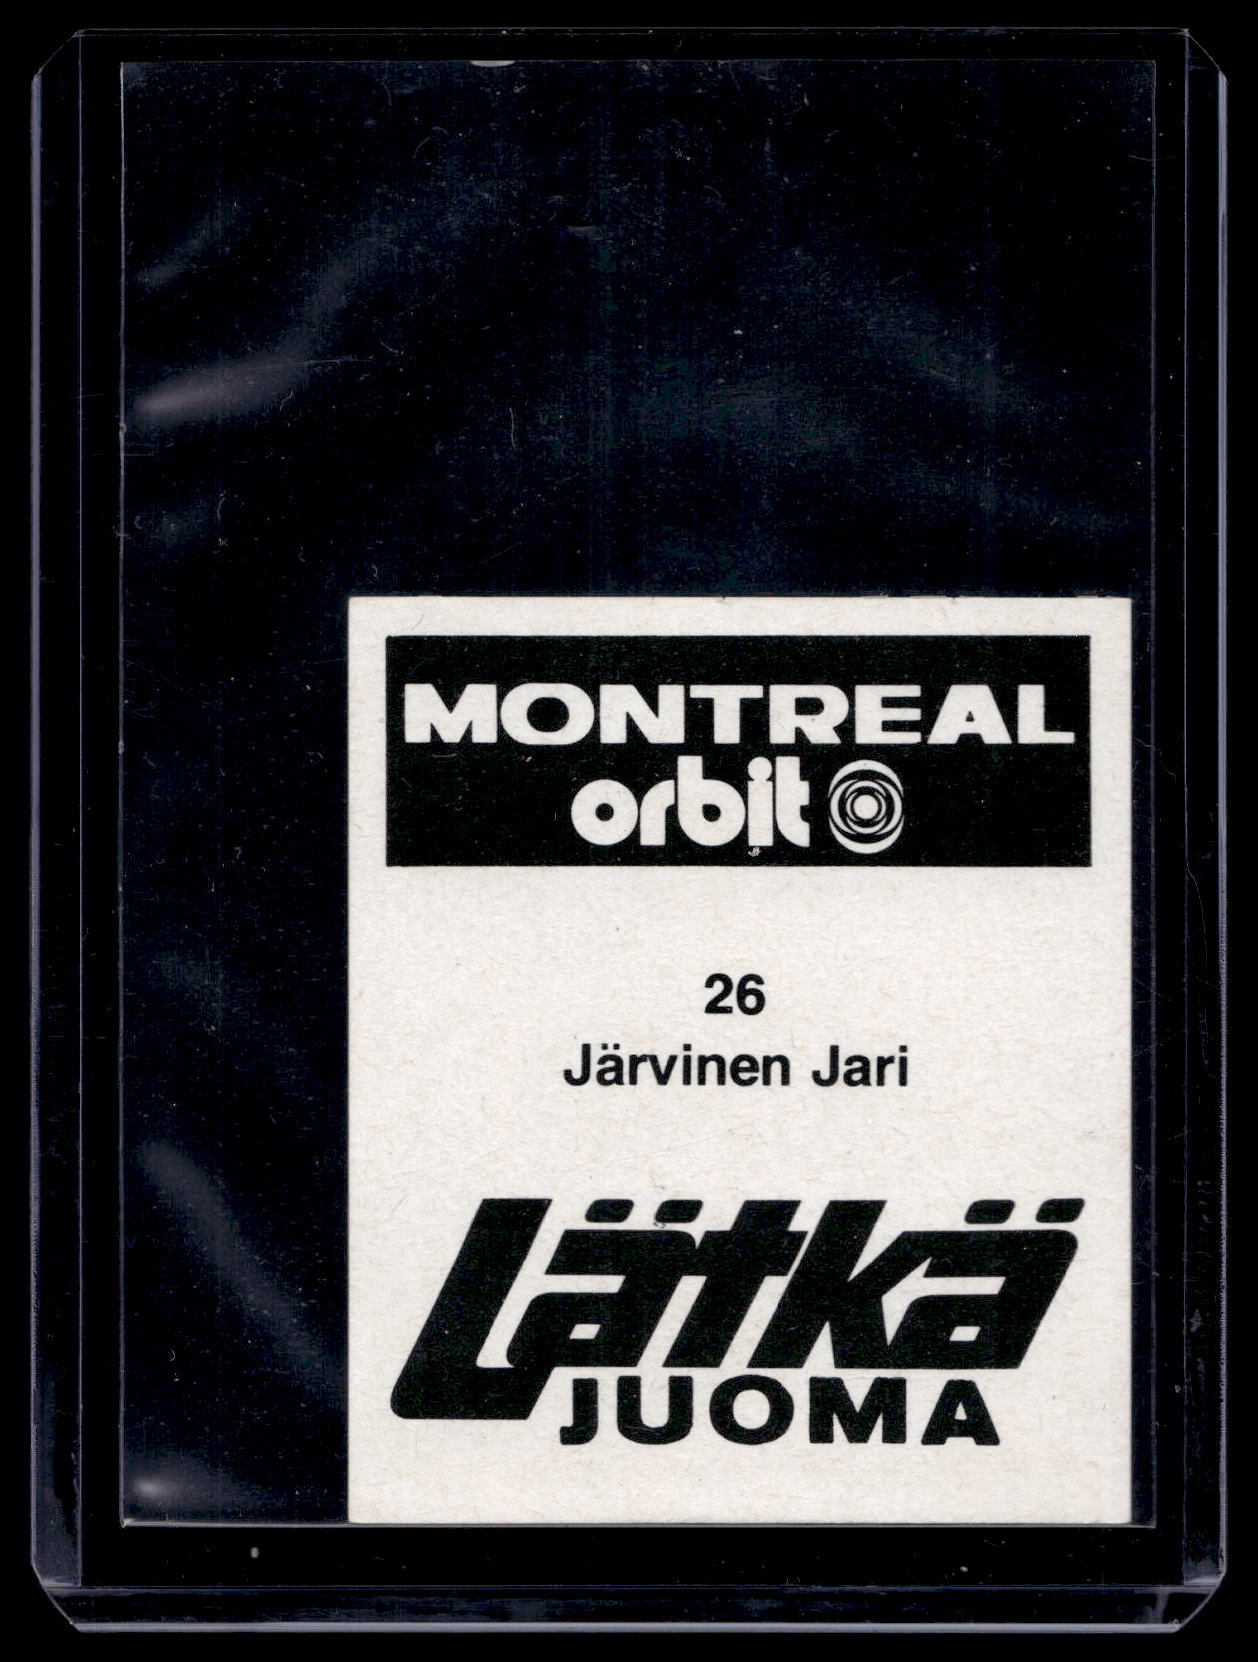 MONTREAL
orbit
26
Järvinen Jari
Lätkä
JUOMA